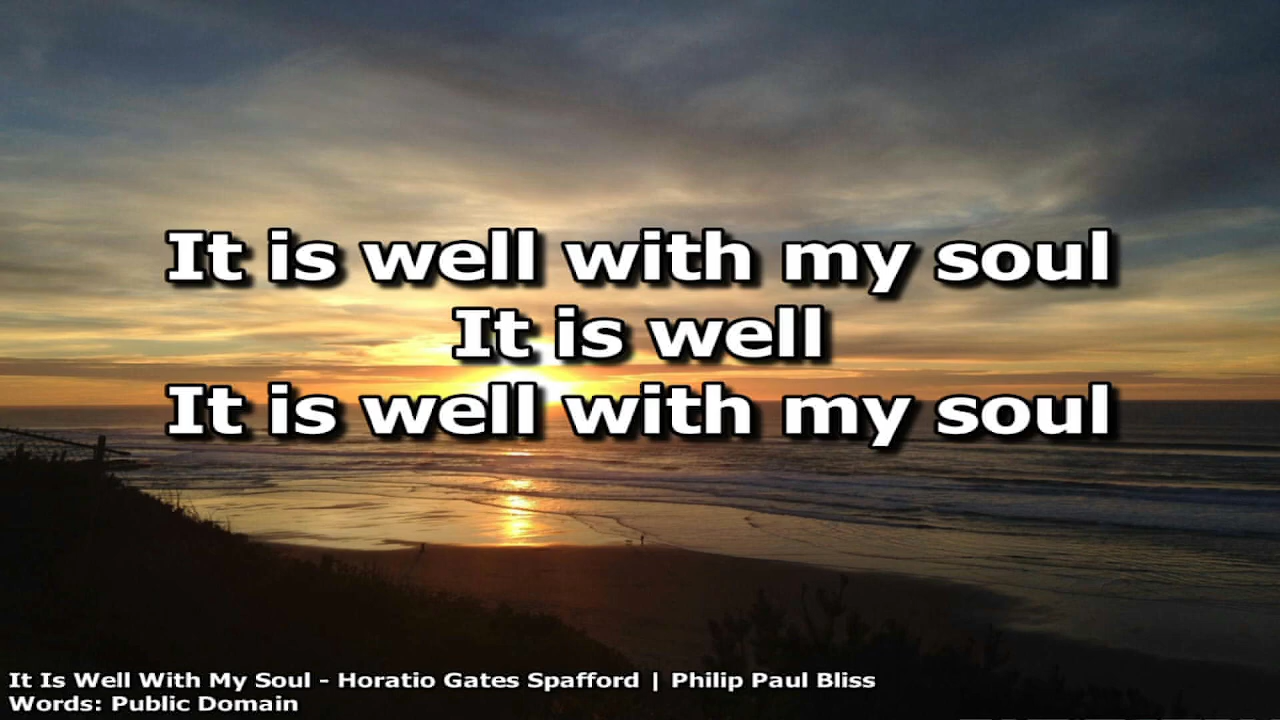 It is well with my soul
It is well
It is well with my soul
It Is Well With My Soul - Horatio Gates Spafford | Philip Paul Bliss
Words: Public Domain